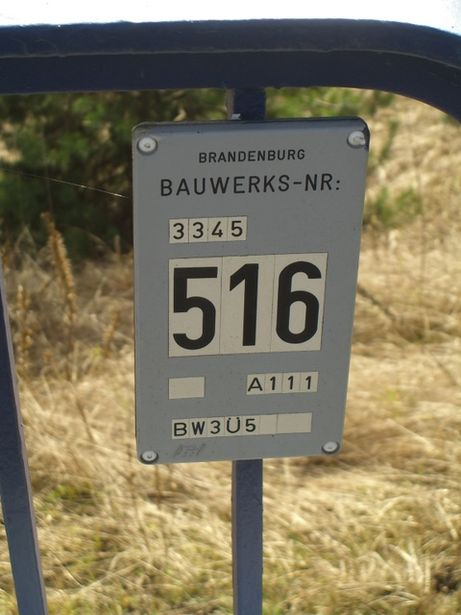 BRANDENBURG
BAUWERKS-NR:
3345
516
A111
BW3Ü5